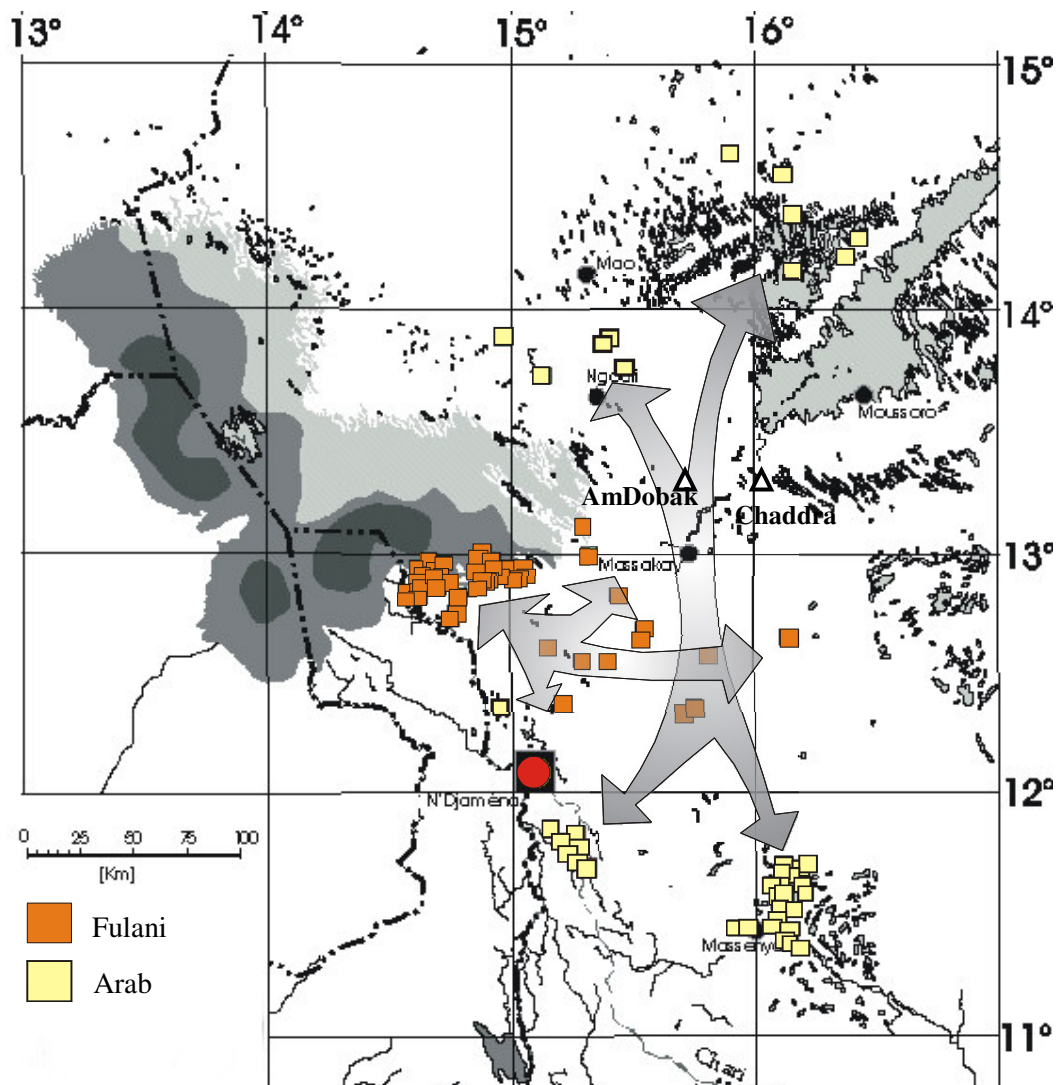 13° 14° 15° 16°
15°
Mao
14°
Ngouri
Moussoro
AmDobak
Chaddra
13°
Massakory
12°
N'Djaména
0 25 50 75 100
[Km]
Fulani
Massenya
Arab
11°
Chari